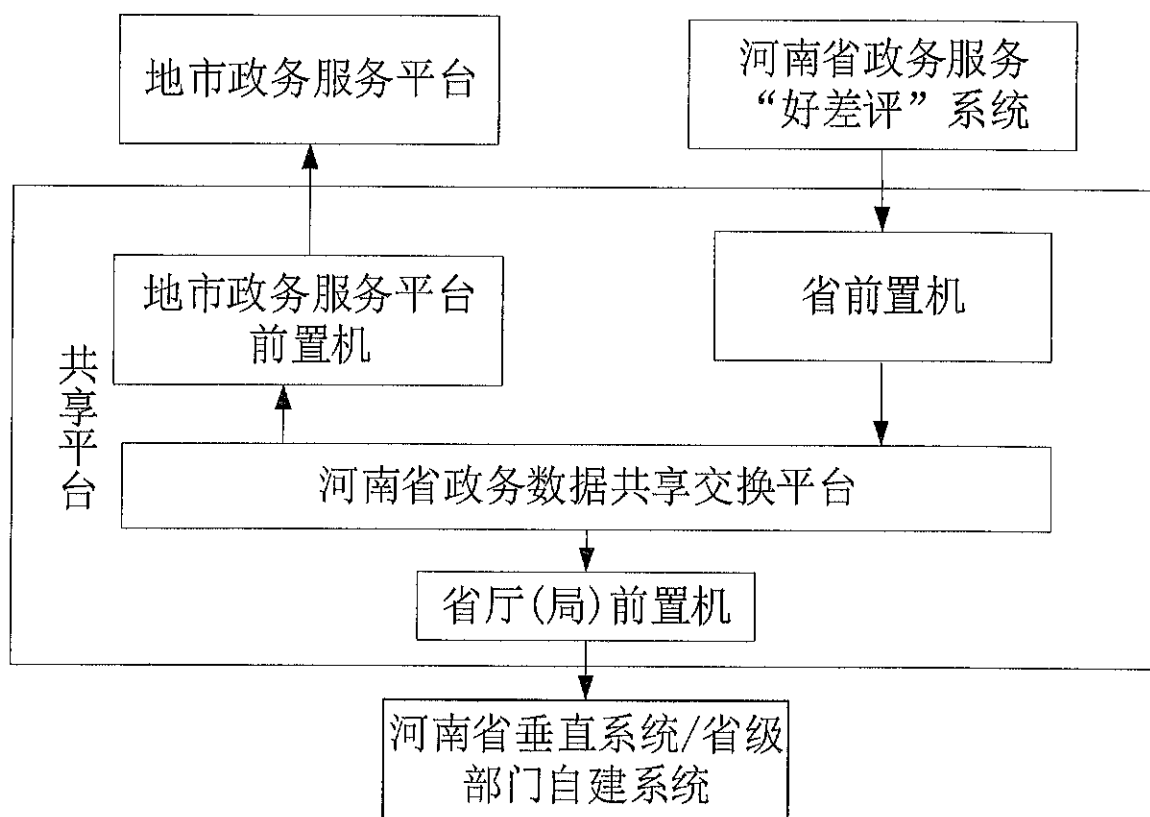 地市政务服务平台
河南省政务服务
“好差评”系统
地市政务服务平台
前置机
省前置机
共享平台
河南省政务数据共享交换平台
省厅(局)前置机
河南省垂直系统/省级
部门自建系统